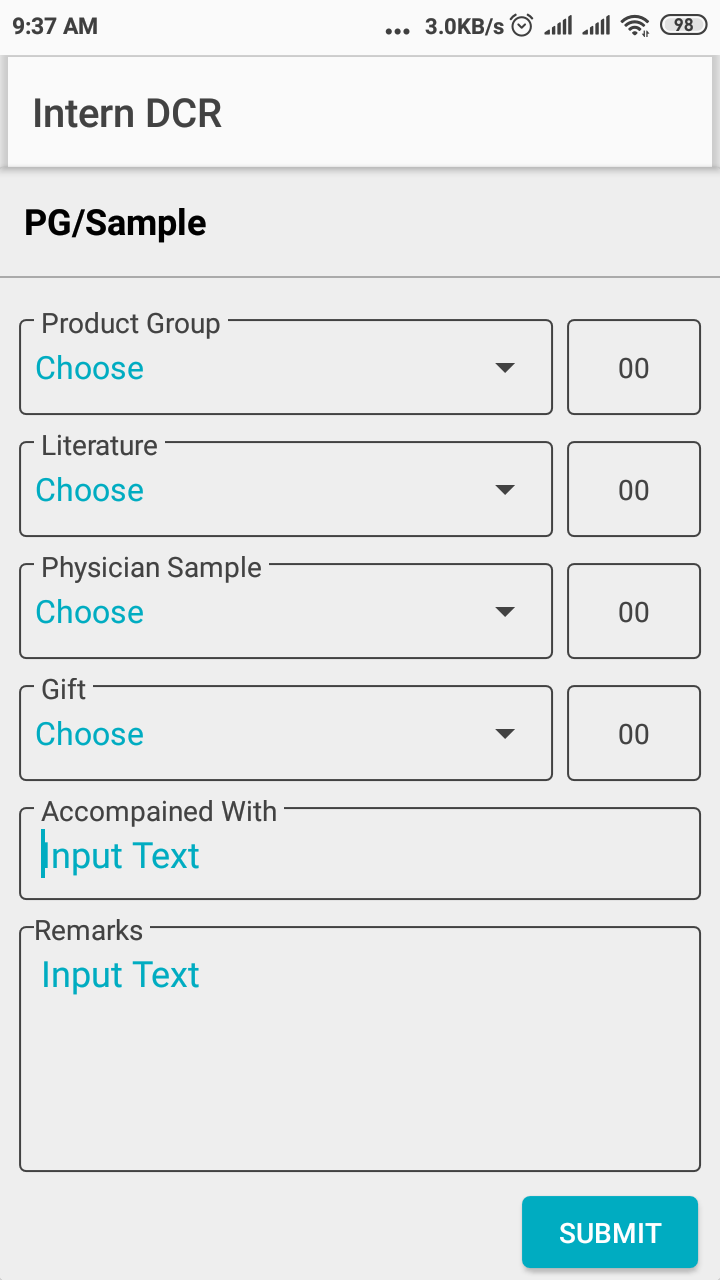 9:37 AM ... 3.0KB/s 98
Intern DCR
PG/Sample
Product Group
Choose 00
Literature
Choose 00
Physician Sample
Choose 00
Gift
Choose 00
Accompained With
Input Text
Remarks
Input Text
SUBMIT